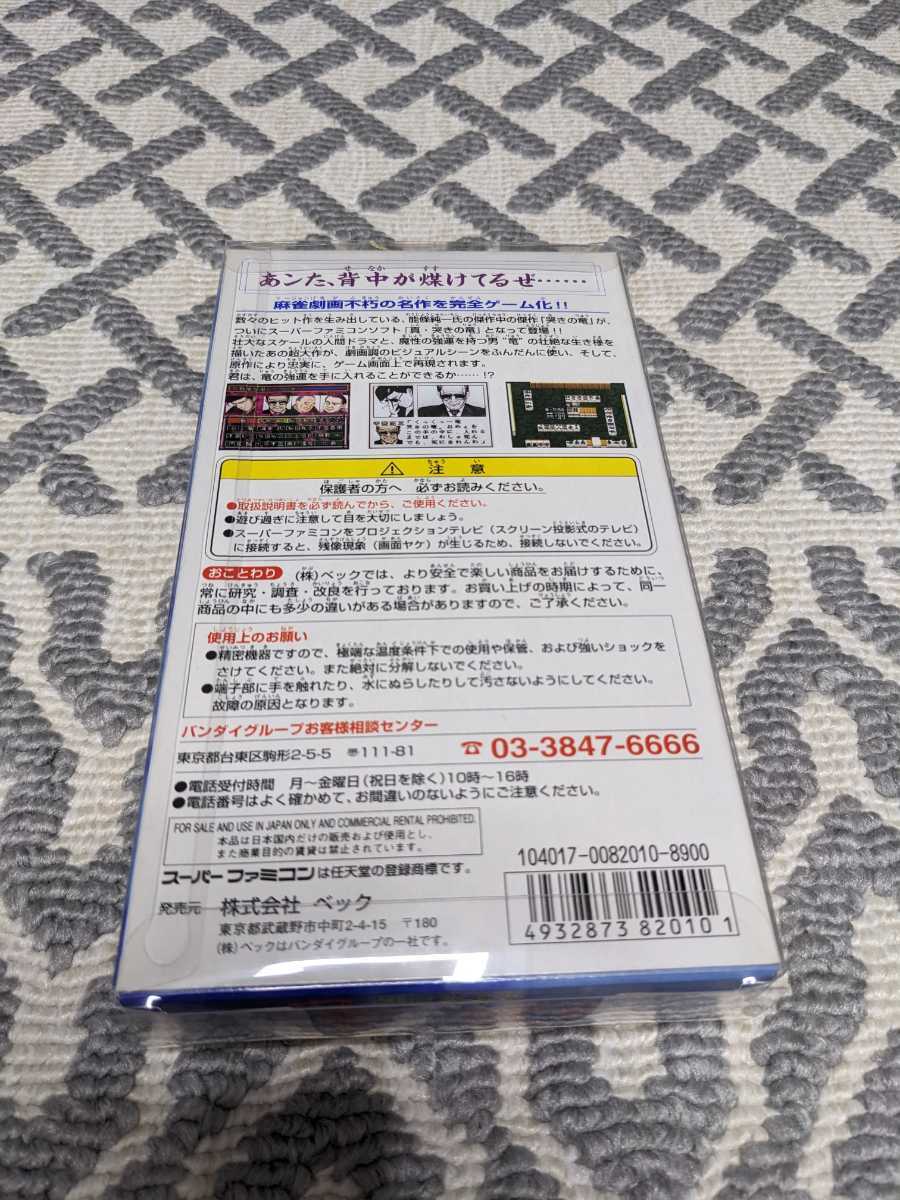 あンた、背中が煤けてるぜ……
麻雀劇画不朽の名作を完全ゲーム化!!
数々のヒット作を生み出している、能條純一氏の傑作中の傑作「哭きの竜」が、
ついにスーパーファミコンソフト「真・哭きの竜」となって登場!!
壮大なスケールの人間ドラマと、魔性の強運を持つ男“竜”の壮絶な生き様を
描いたあの超大作が、劇画調のビジュアルシーンをふんだんに使い、そして、
原作により忠実に、ゲーム画面上で再現されます。
君は、竜の強運を手に入れることができるか……!?
注意
保護者の方へ 必ずお読みください。
●取扱説明書を必ず読んでから、ご使用ください。
●遊び過ぎに注意して目を大切にしましょう。
●スーパーファミコンをプロジェクションテレビ（スクリーン投影式のテレビ）
に接続すると、残像現象（画面ヤケ）が生じるため、接続しないでください。
おことわり (株)ベックでは、より安全で楽しい商品をお届けするために、
常に研究・調査・改良を行っております。お買い上げの時期によって、同一
商品の中にも多少の違いがある場合がありますので、ご了承ください。
使用上のお願い
●精密機器ですので、極端な温度条件下での使用や保管、および強いショックを
さけてください。また絶対に分解しないでください。
●端子部に手を触れたり、水にぬらしたりして汚さないようにしてください。
故障の原因となります。
バンダイグループお客様相談センター
東京都台東区駒形2-5-5 〒111-81 ☎03-3847-6666
●電話受付時間 月〜金曜日(祝日を除く)10時〜16時
●電話番号はよく確かめて、お間違いのないようにご注意ください。
FOR SALE AND USE IN JAPAN ONLY AND COMMERCIAL RENTAL PROHIBITED.
本品は日本国内だけの販売および使用とし、
また商業目的の賃貸は禁止されています。
スーパーファミコンは任天堂の登録商標です。
発売元 株式会社 ベック
東京都武蔵野市中町2-4-15 〒180
(株)ベックはバンダイグループの一社です。
104017-0082010-8900
4932873820101